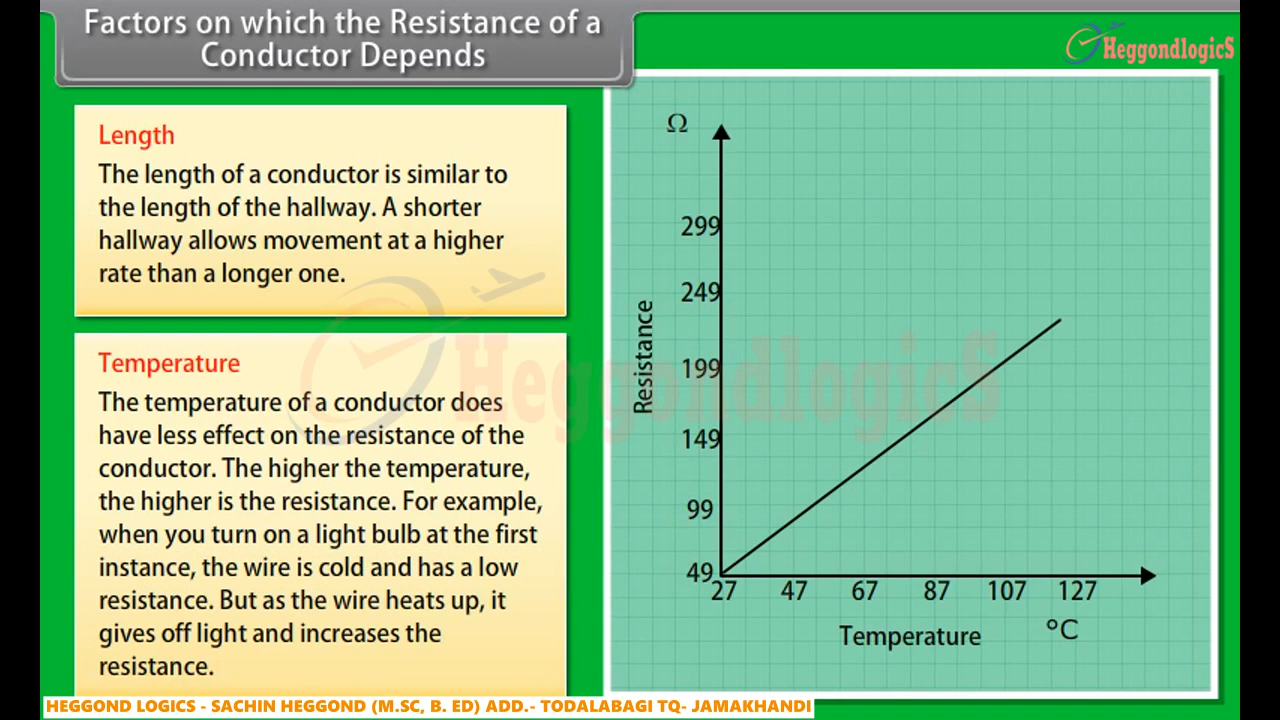 Factors on which the Resistance of a
Conductor Depends
HeggondlogicS
Length
The length of a conductor is similar to
the length of the hallway. A shorter
hallway allows movement at a higher
rate than a longer one.
Temperature
The temperature of a conductor does
have less effect on the resistance of the
conductor. The higher the temperature,
the higher is the resistance. For example,
when you turn on a light bulb at the first
instance, the wire is cold and has a low
resistance. But as the wire heats up, it
gives off light and increases the
resistance.
Ω
299
249
199
149
99
49
Resistance
27 47 67 87 107 127
Temperature °C
HeggondlogicS
HEGGOND LOGICS - SACHIN HEGGOND (M.SC, B. ED) ADD.- TODALABAGI TQ- JAMAKHANDI